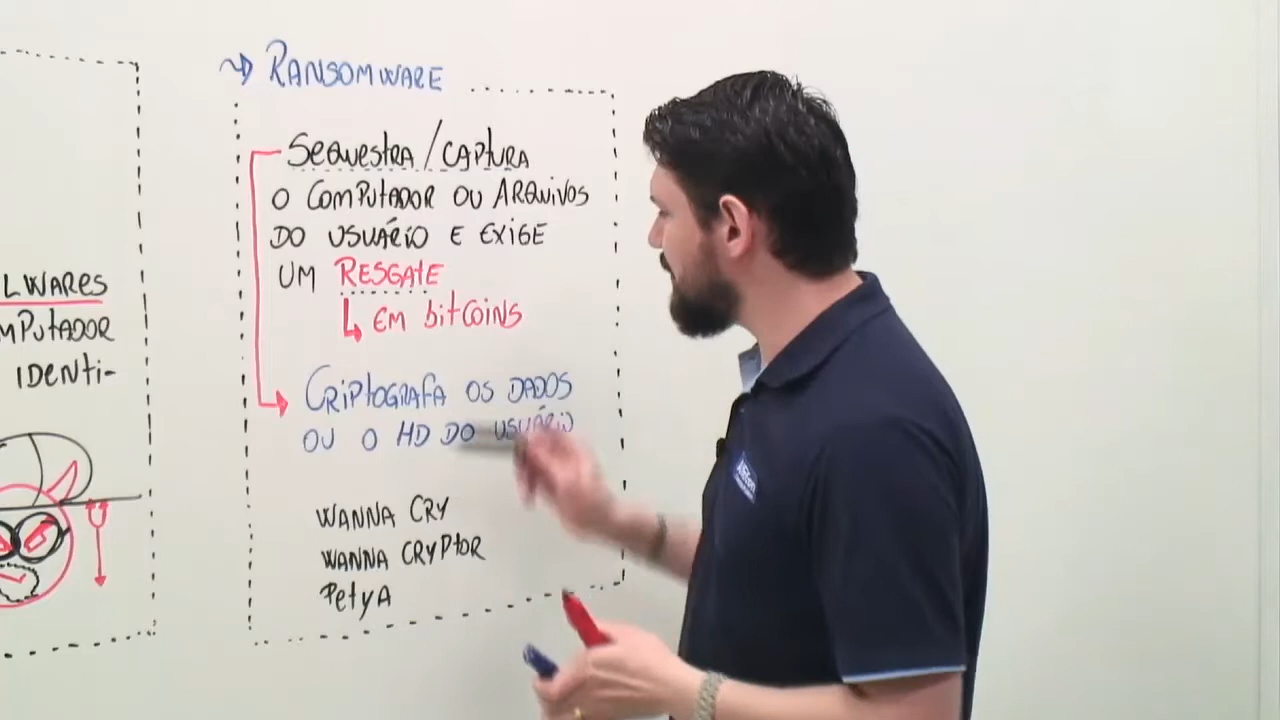 LWARES
MPUTADOR
IDENTI-
RANSOMWARE
SEQUESTRA/CAPTURA
O COMPUTADOR OU ARQUIVOS
DO USUÁRIO E EXIGE
UM RESGATE
EM bITCOINS
CRIPTOGRAFA OS DADOS
OU O HD DO USUÁRIO
WANNA CRY
WANNA CRYPTOR
PETYA